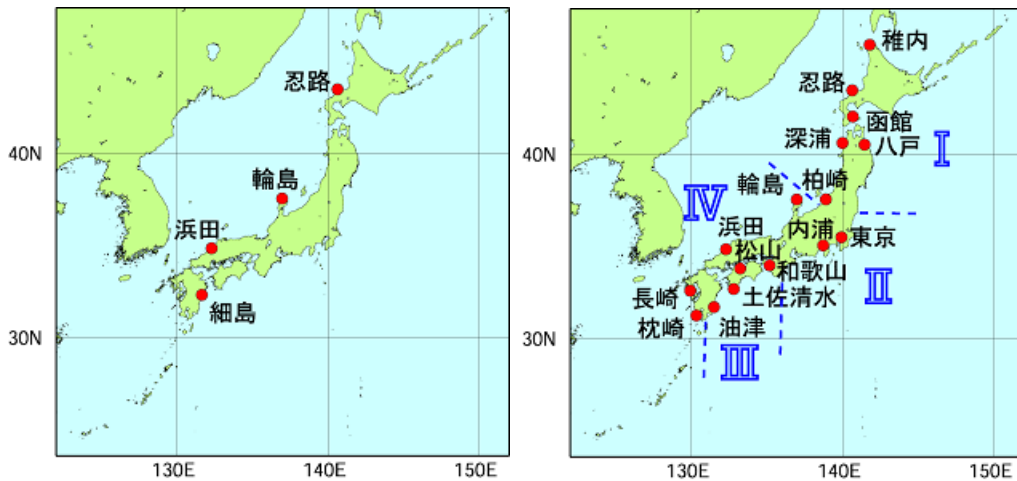 忍路
40N
輪島
浜田
細島
30N
130E
140E
150E
稚内
忍路
函館
深浦
八戸
I
40N
輪島
柏崎
IV
浜田
内浦
東京
松山
和歌山
II
長崎
土佐清水
枕崎
油津
30N
III
130E
140E
150E